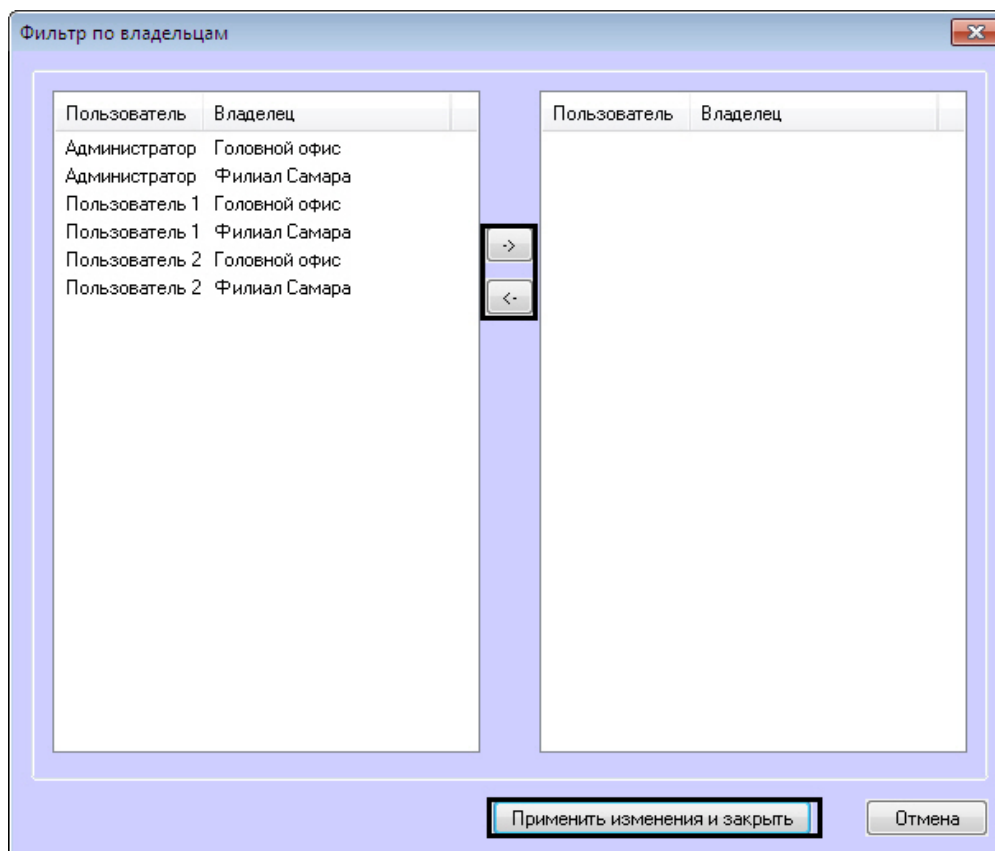 Фильтр по владельцам
Пользователь Владелец
Администратор Головной офис
Администратор Филиал Самара
Пользователь 1 Головной офис
Пользователь 1 Филиал Самара
Пользователь 2 Головной офис
Пользователь 2 Филиал Самара
->
<-
Пользователь Владелец
Применить изменения и закрыть Отмена